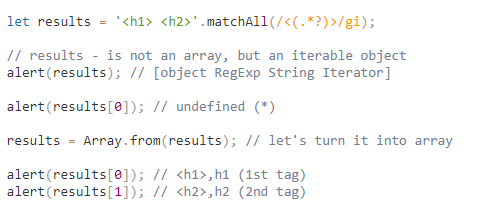 let results = '<h1> <h2>'.matchAll(/<(.*?)>/gi);
// results - is not an array, but an iterable object
alert(results); // [object RegExp String Iterator]
alert(results[0]); // undefined (*)
results = Array.from(results); // let's turn it into array
alert(results[0]); // <h1>,h1 (1st tag)
alert(results[1]); // <h2>,h2 (2nd tag)